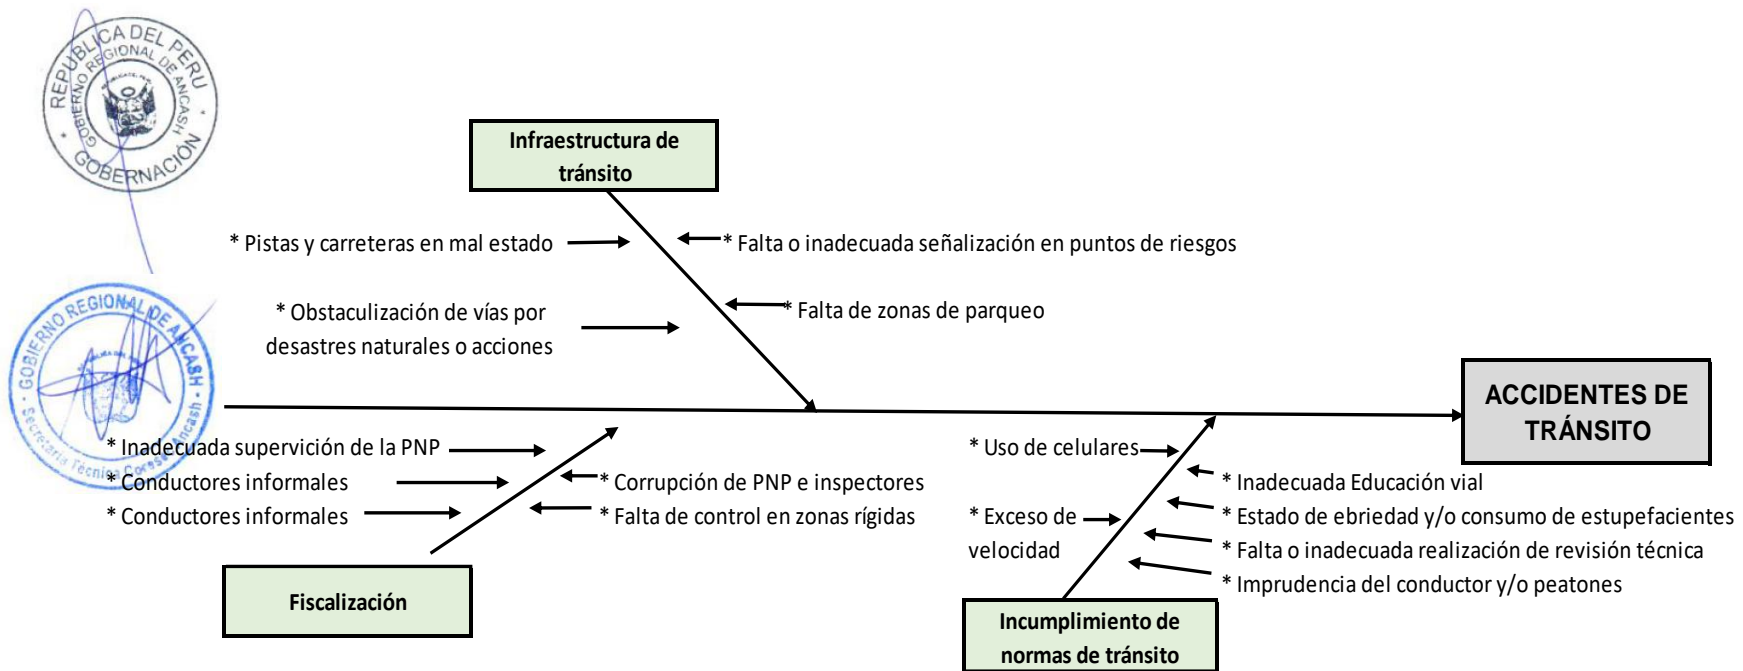 REPUBLICA DEL PERU
GOBIERNO REGIONAL DE ANCASH
* GOBERNACIÓN *
Infraestructura de
tránsito
* Pistas y carreteras en mal estado
* Falta o inadecuada señalización en puntos de riesgos
* Obstaculización de vías por
desastres naturales o acciones
* Falta de zonas de parqueo
GOBIERNO REGIONAL DE ANCASH
Secretaria Técnica Coresec Ancash
ACCIDENTES DE
TRÁNSITO
* Inadecuada supervición de la PNP
* Conductores informales
* Conductores informales
* Corrupción de PNP e inspectores
* Falta de control en zonas rígidas
* Uso de celulares
* Exceso de
velocidad
* Inadecuada Educación vial
* Estado de ebriedad y/o consumo de estupefacientes
* Falta o inadecuada realización de revisión técnica
* Imprudencia del conductor y/o peatones
Fiscalización
Incumplimiento de
normas de tránsito